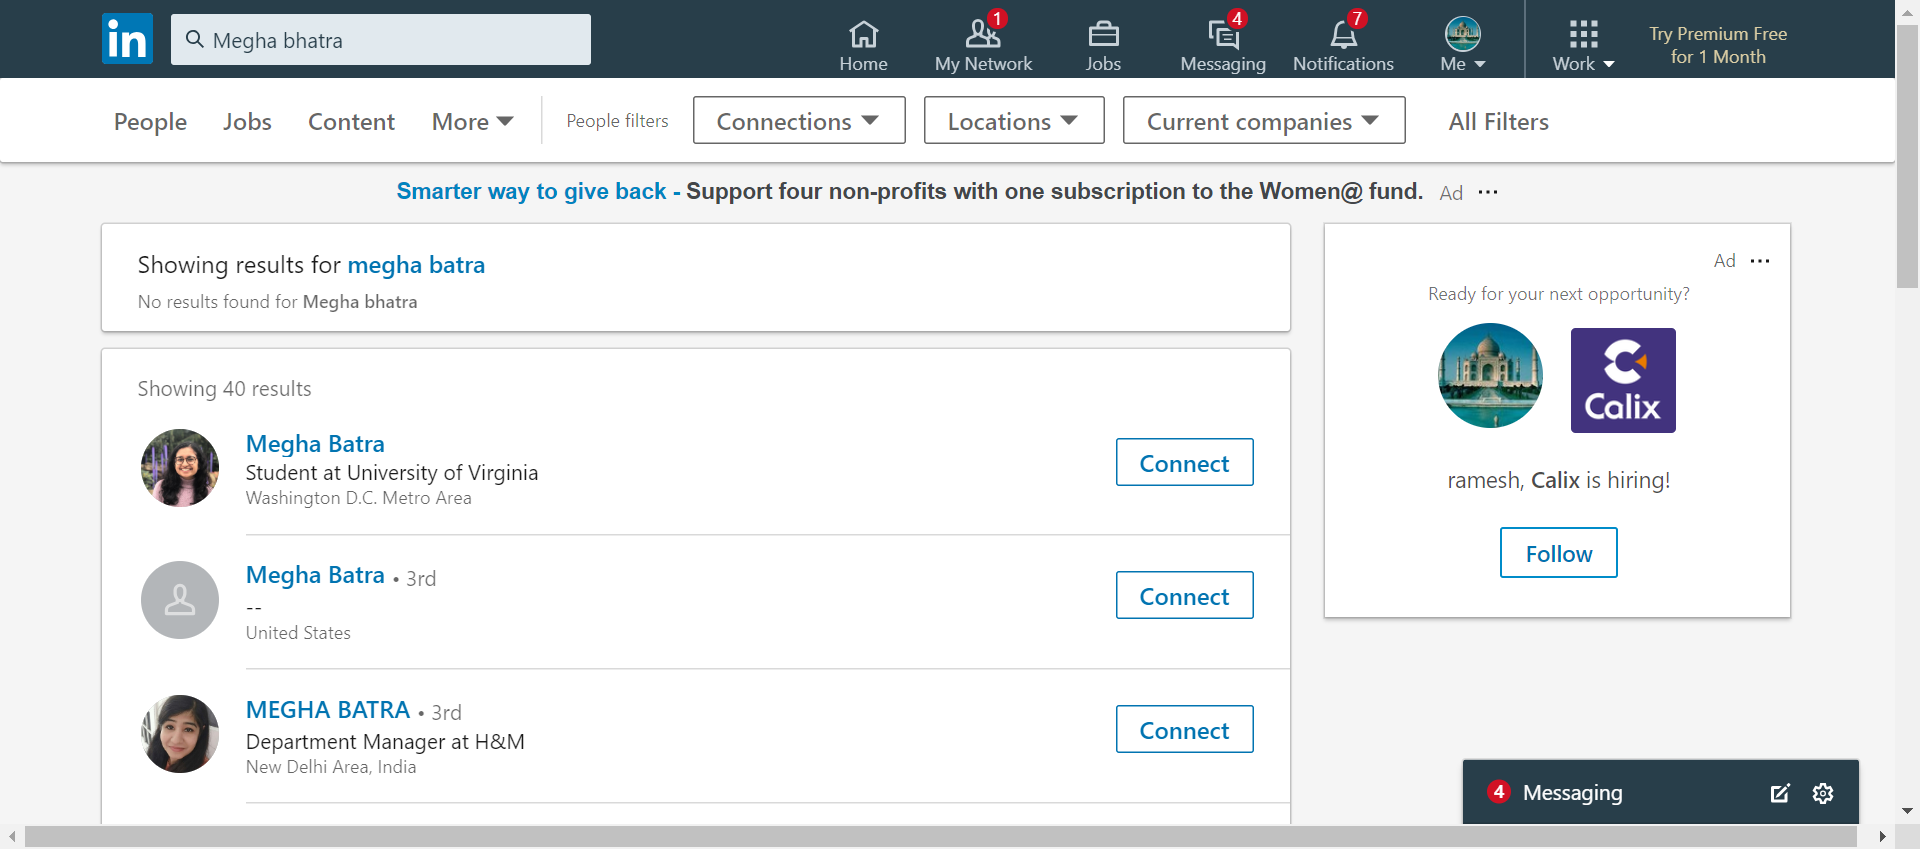 in
Megha bhatra
Home
1
My Network
Jobs
4
Messaging
7
Notifications
Me
Work
Try Premium Free
for 1 Month
People
Jobs
Content
More
People filters
Connections
Locations
Current companies
All Filters
Smarter way to give back - Support four non-profits with one subscription to the Women@ fund. Ad ...
Showing results for megha batra
No results found for Megha bhatra
Showing 40 results
Megha Batra
Student at University of Virginia
Washington D.C. Metro Area
Connect
Megha Batra • 3rd
--
United States
Connect
MEGHA BATRA • 3rd
Department Manager at H&M
New Delhi Area, India
Connect
Ad ...
Ready for your next opportunity?
Calix
ramesh, Calix is hiring!
Follow
4 Messaging